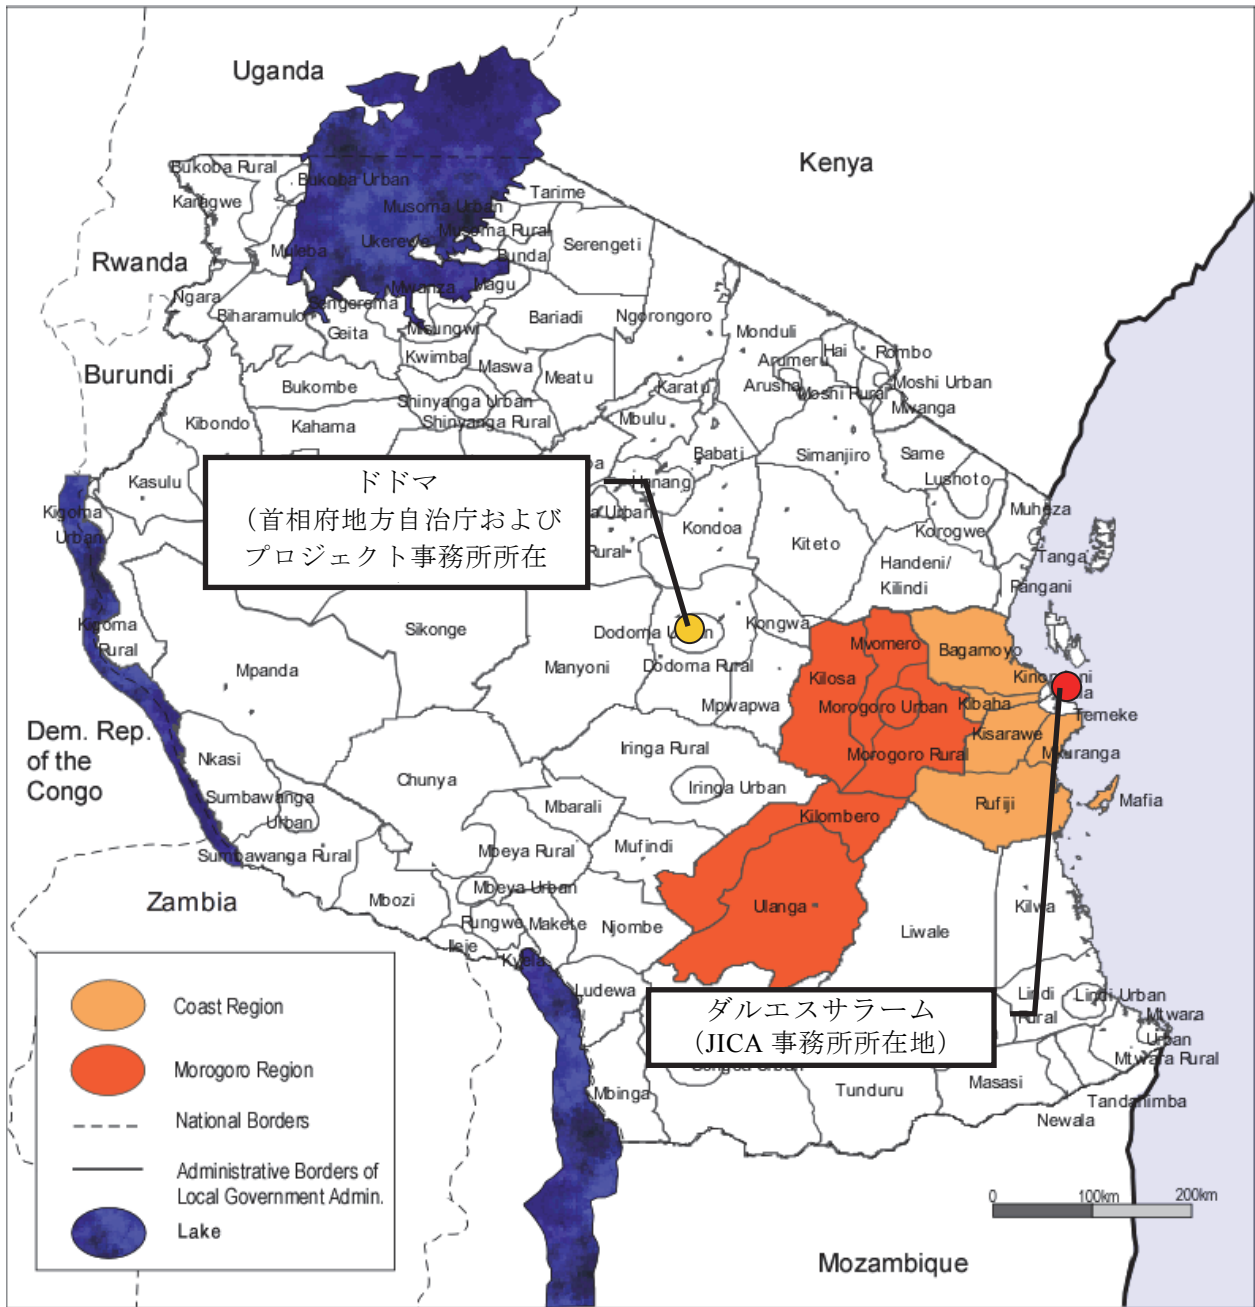 Uganda
Kenya
Bukoba Rural
Bukoba Urban
Karagwe
Tarime
Musoma Urban
Musoma Rural
Ukerewe
Serengeti
Muleba
Bunda
Rwanda
Mwanza
Magu
Ngara
Sengerema
Biharamulo
Geita
Misungwi
Bariadi
Ngorongoro
Monduli
Hai
Rombo
Arumeru
Kwimba
Maswa
Meatu
Burundi
Bukombe
Karatu
Arusha
Moshi Urban
Moshi Rural
Shinyanga Urban
Mwanga
Shinyanga Rural
Kibondo
Kahama
Mbulu
Babati
Simanjiro
Same
Kasulu
Hanang
Lushoto
ドドマ
（首相府地方自治庁および
プロジェクト事務所所在
Kigoma
Urban
Urban
Rural
Kondoa
Kiteto
Korogwe
Muheza
Tanga
Handeni/
Kilindi
Pangani
Kigoma
Rural
Sikonge
Dodoma Urban
Kongwa
Mvomero
Bagamoyo
Mpanda
Manyoni
Dodoma Rural
Kilosa
Kinondoni
Mpwapwa
Morogoro Urban
Kibaha
Temeke
Dem. Rep.
of the
Congo
Nkasi
Iringa Rural
Morogoro Rural
Kisarawe
Mkuranga
Chunya
Iringa Urban
Sumbawanga
Urban
Mbarali
Kilombero
Rufiji
Mafia
Sumbawanga Rural
Mbeya Rural
Mufindi
Zambia
Mbozi
Mbeya Urban
Ulanga
Kilwa
Rungwe
Makete
Njombe
Liwale
Ileje
Kyela
Ludewa
Lindi
Rural
Lindi Urban
Mtwara
Urban
Mtwara Rural
ダルエスサラーム
（JICA 事務所所在地）
Mbinga
Tunduru
Masasi
Tandahimba
Newala
Coast Region
Morogoro Region
National Borders
Administrative Borders of
Local Government Admin.
Lake
0 100km 200km
Mozambique